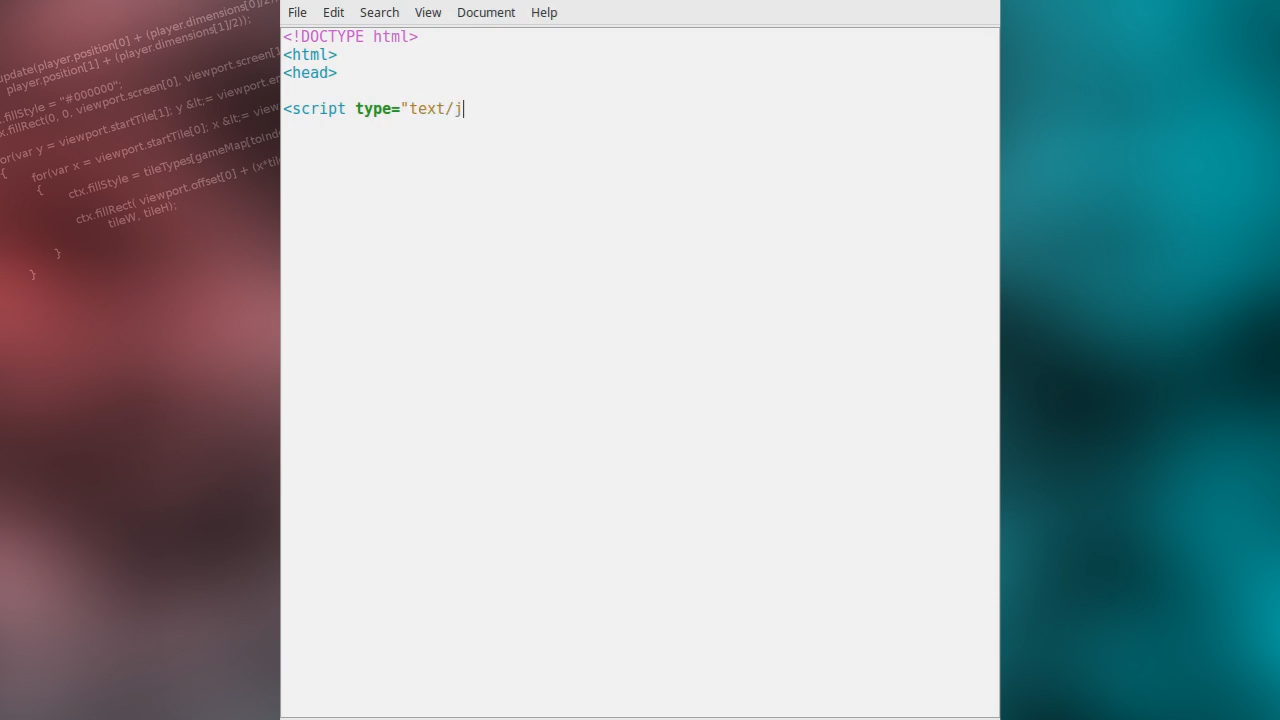 File Edit Search View Document Help
<!DOCTYPE html>
<html>
<head>
<script type="text/j
update(player.position[0] + (player.dimensions[0]/2),
player.position[1] + (player.dimensions[1]/2));
.fillStyle = "#000000";
x.fillRect(0, 0, viewport.screen[0], viewport.screen[1
or(var y = viewport.startTile[1]; y &lt;= viewport.en
{
for(var x = viewport.startTile[0]; x &lt;= view
{
ctx.fillStyle = tileTypes[gameMap[toInde
ctx.fillRect( viewport.offset[0] + (x*tile
tileW, tileH);
}
}